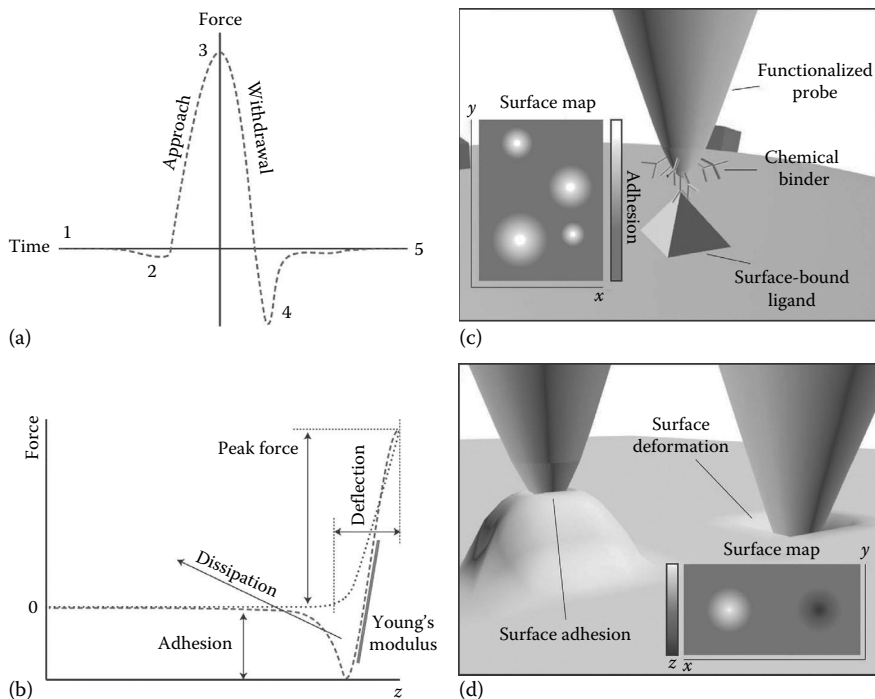 Force
3
Approach
Withdrawal
1
Time
5
2
4
(a)
Functionalized
probe
y
Surface map
Chemical
binder
Adhesion
Surface-bound
ligand
x
(c)
Force
Peak force
Deflection
Dissipation
0
Young's
modulus
Adhesion
z
(b)
Surface
deformation
Surface map
y
Surface adhesion
z
x
(d)